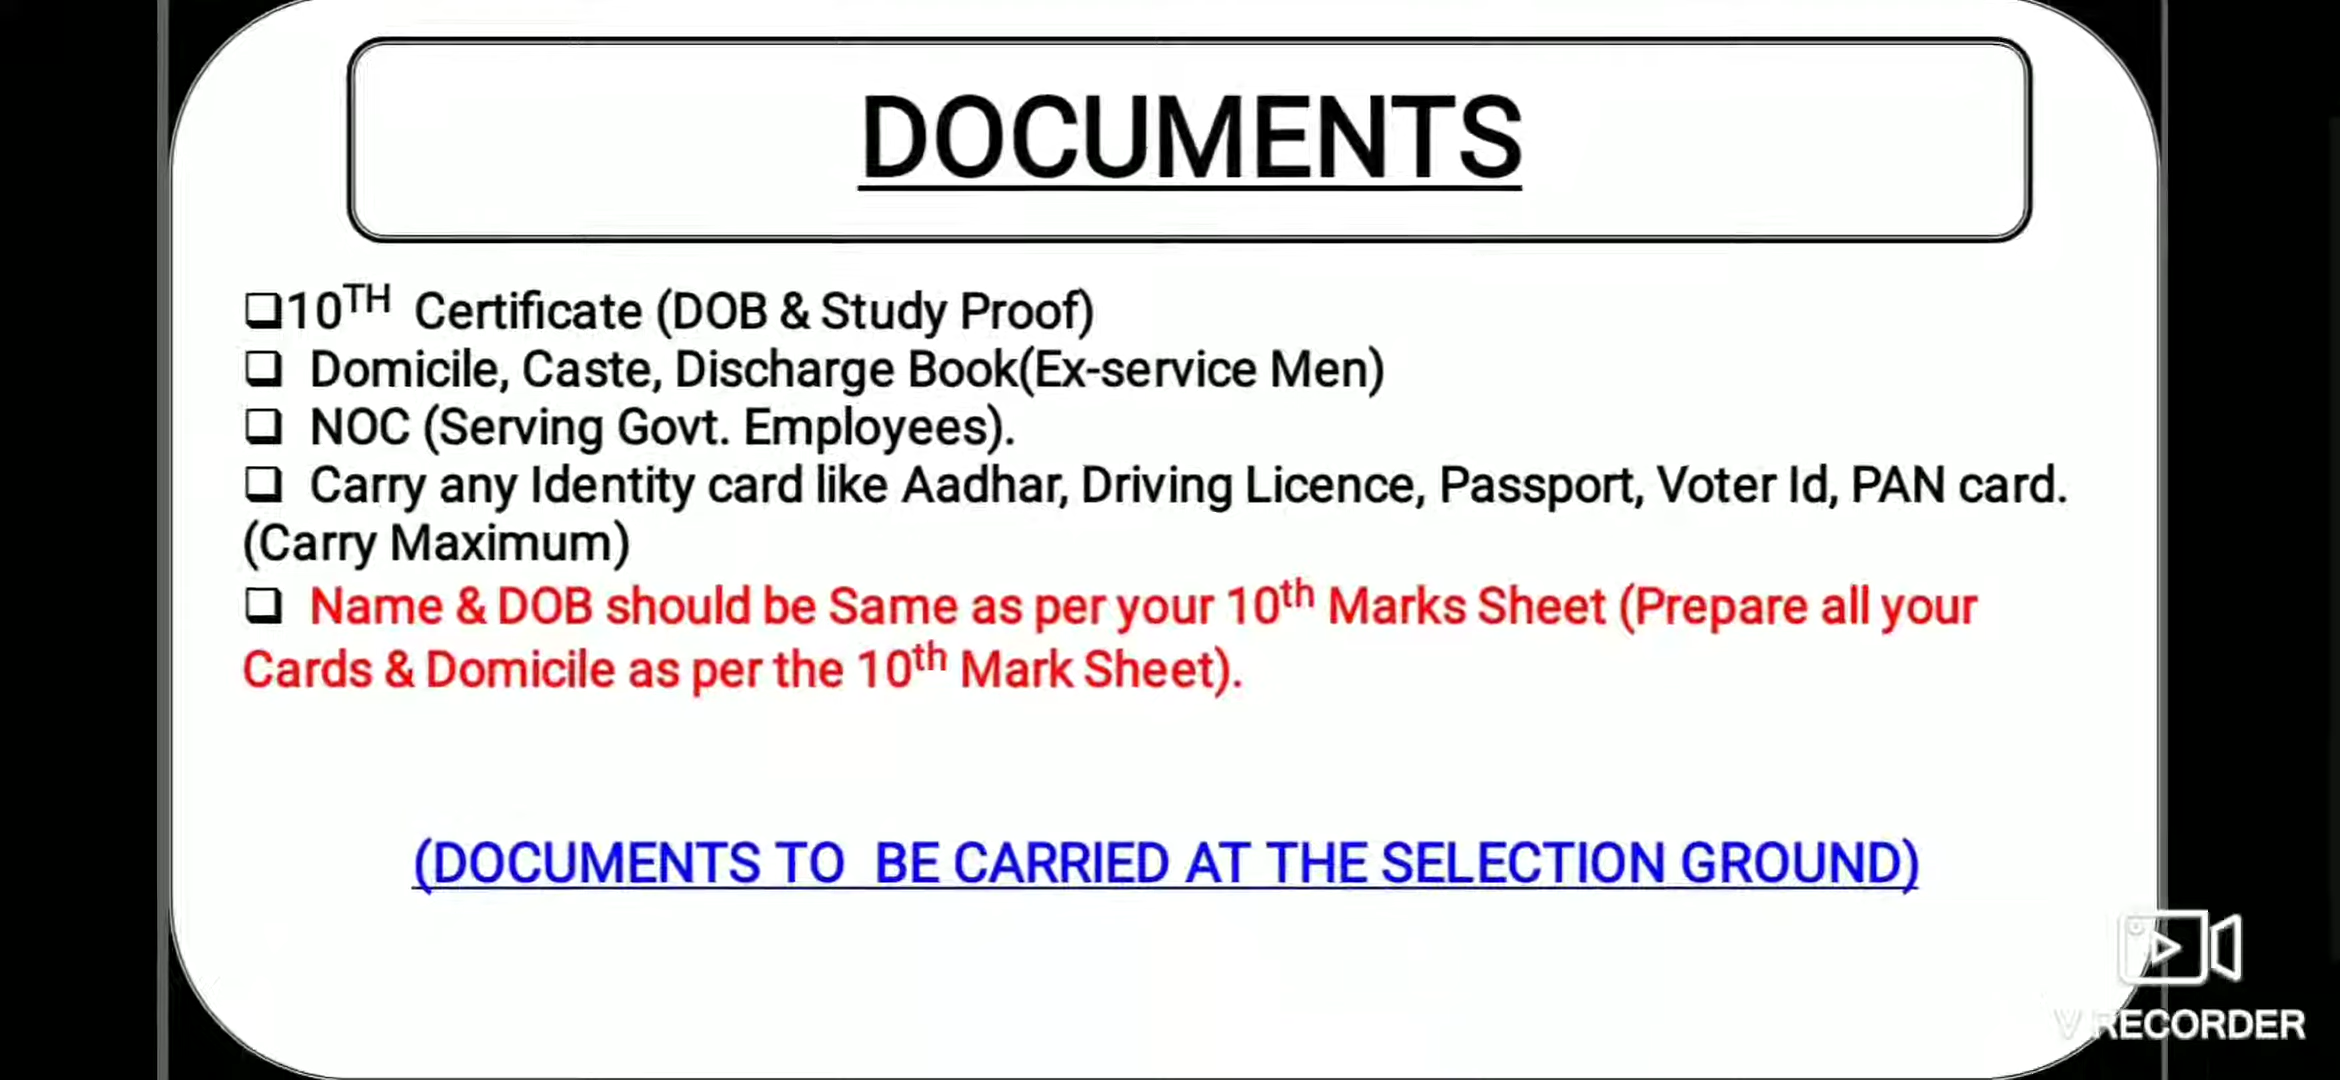 DOCUMENTS
❑10TH Certificate (DOB & Study Proof)
❑ Domicile, Caste, Discharge Book(Ex-service Men)
❑ NOC (Serving Govt. Employees).
❑ Carry any Identity card like Aadhar, Driving Licence, Passport, Voter Id, PAN card.
(Carry Maximum)
❑ Name & DOB should be Same as per your 10th Marks Sheet (Prepare all your
Cards & Domicile as per the 10th Mark Sheet).
(DOCUMENTS TO BE CARRIED AT THE SELECTION GROUND)
V RECORDER